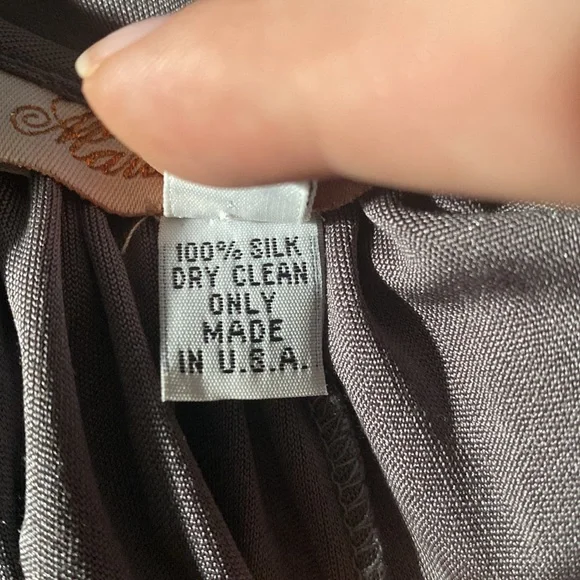 100% SILK
DRY CLEAN
ONLY
MADE
IN U.S.A.